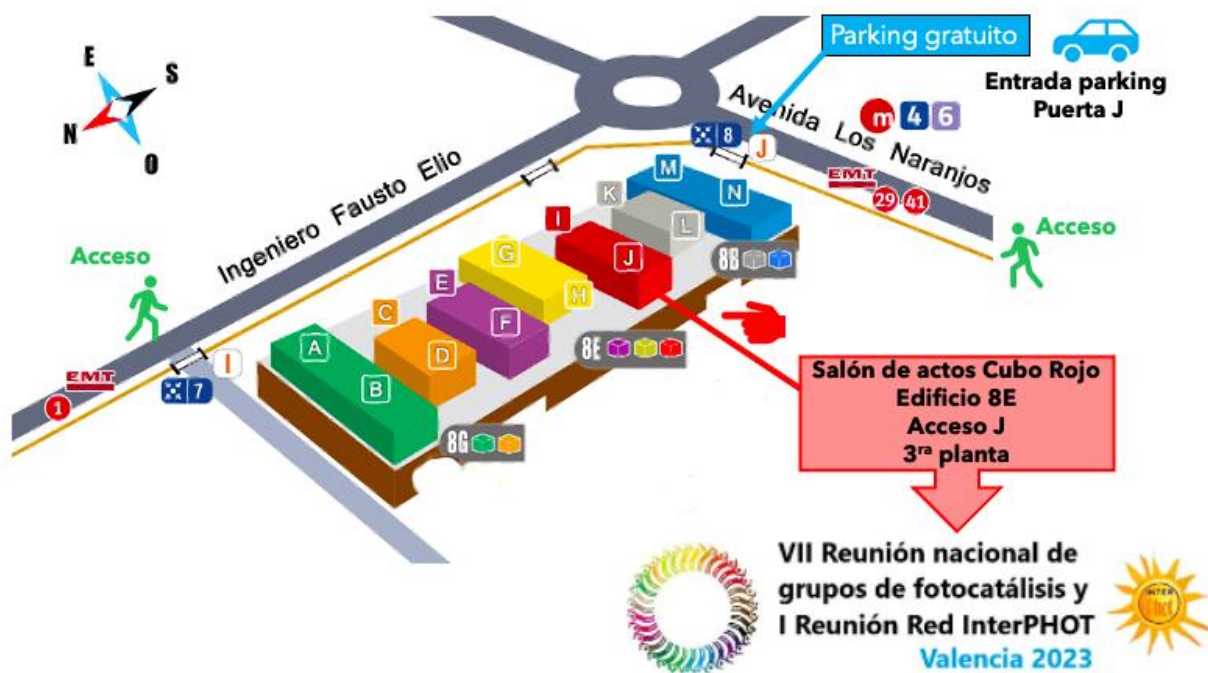 Parking gratuito
Entrada parking
Puerta J
E
S
N
O
Avenida Los Naranjos
m 4 6
8
J
EMT
29 41
Acceso
Ingeniero Fausto Elio
Acceso
EMT
1
7
I
M
N
K
L
8B
I
J
G
H
E
F
8E
C
D
A
B
8G
Salón de actos Cubo Rojo
Edificio 8E
Acceso J
3ra planta
VII Reunión nacional de
grupos de fotocatálisis y
I Reunión Red InterPHOT
Valencia 2023
INTER
Phot